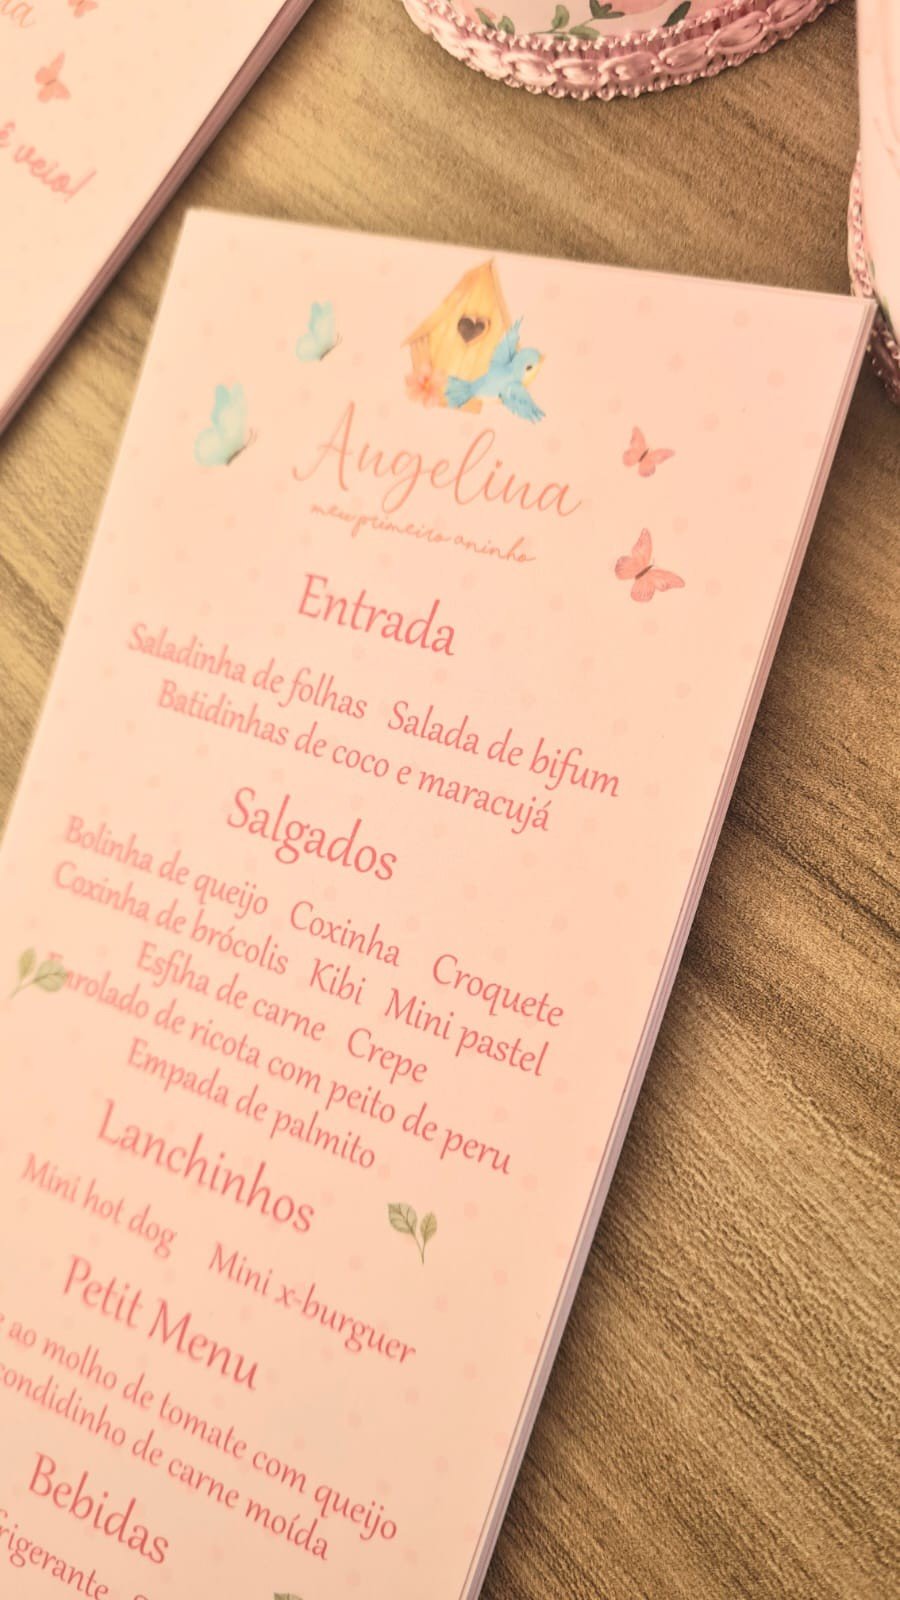 ê veio!
Angelina
meu primeiro aninho
Entrada
Saladinha de folhas Salada de bifum
Batidinhas de coco e maracujá
Salgados
Bolinha de queijo Coxinha Croquete
Coxinha de brócolis Kibi Mini pastel
Esfiha de carne Crepe
Enrolado de ricota com peito de peru
Empada de palmito
Lanchinhos
Mini hot dog Mini x-burguer
Petit Menu
ao molho de tomate com queijo
condidinho de carne moída
Bebidas
frigerante